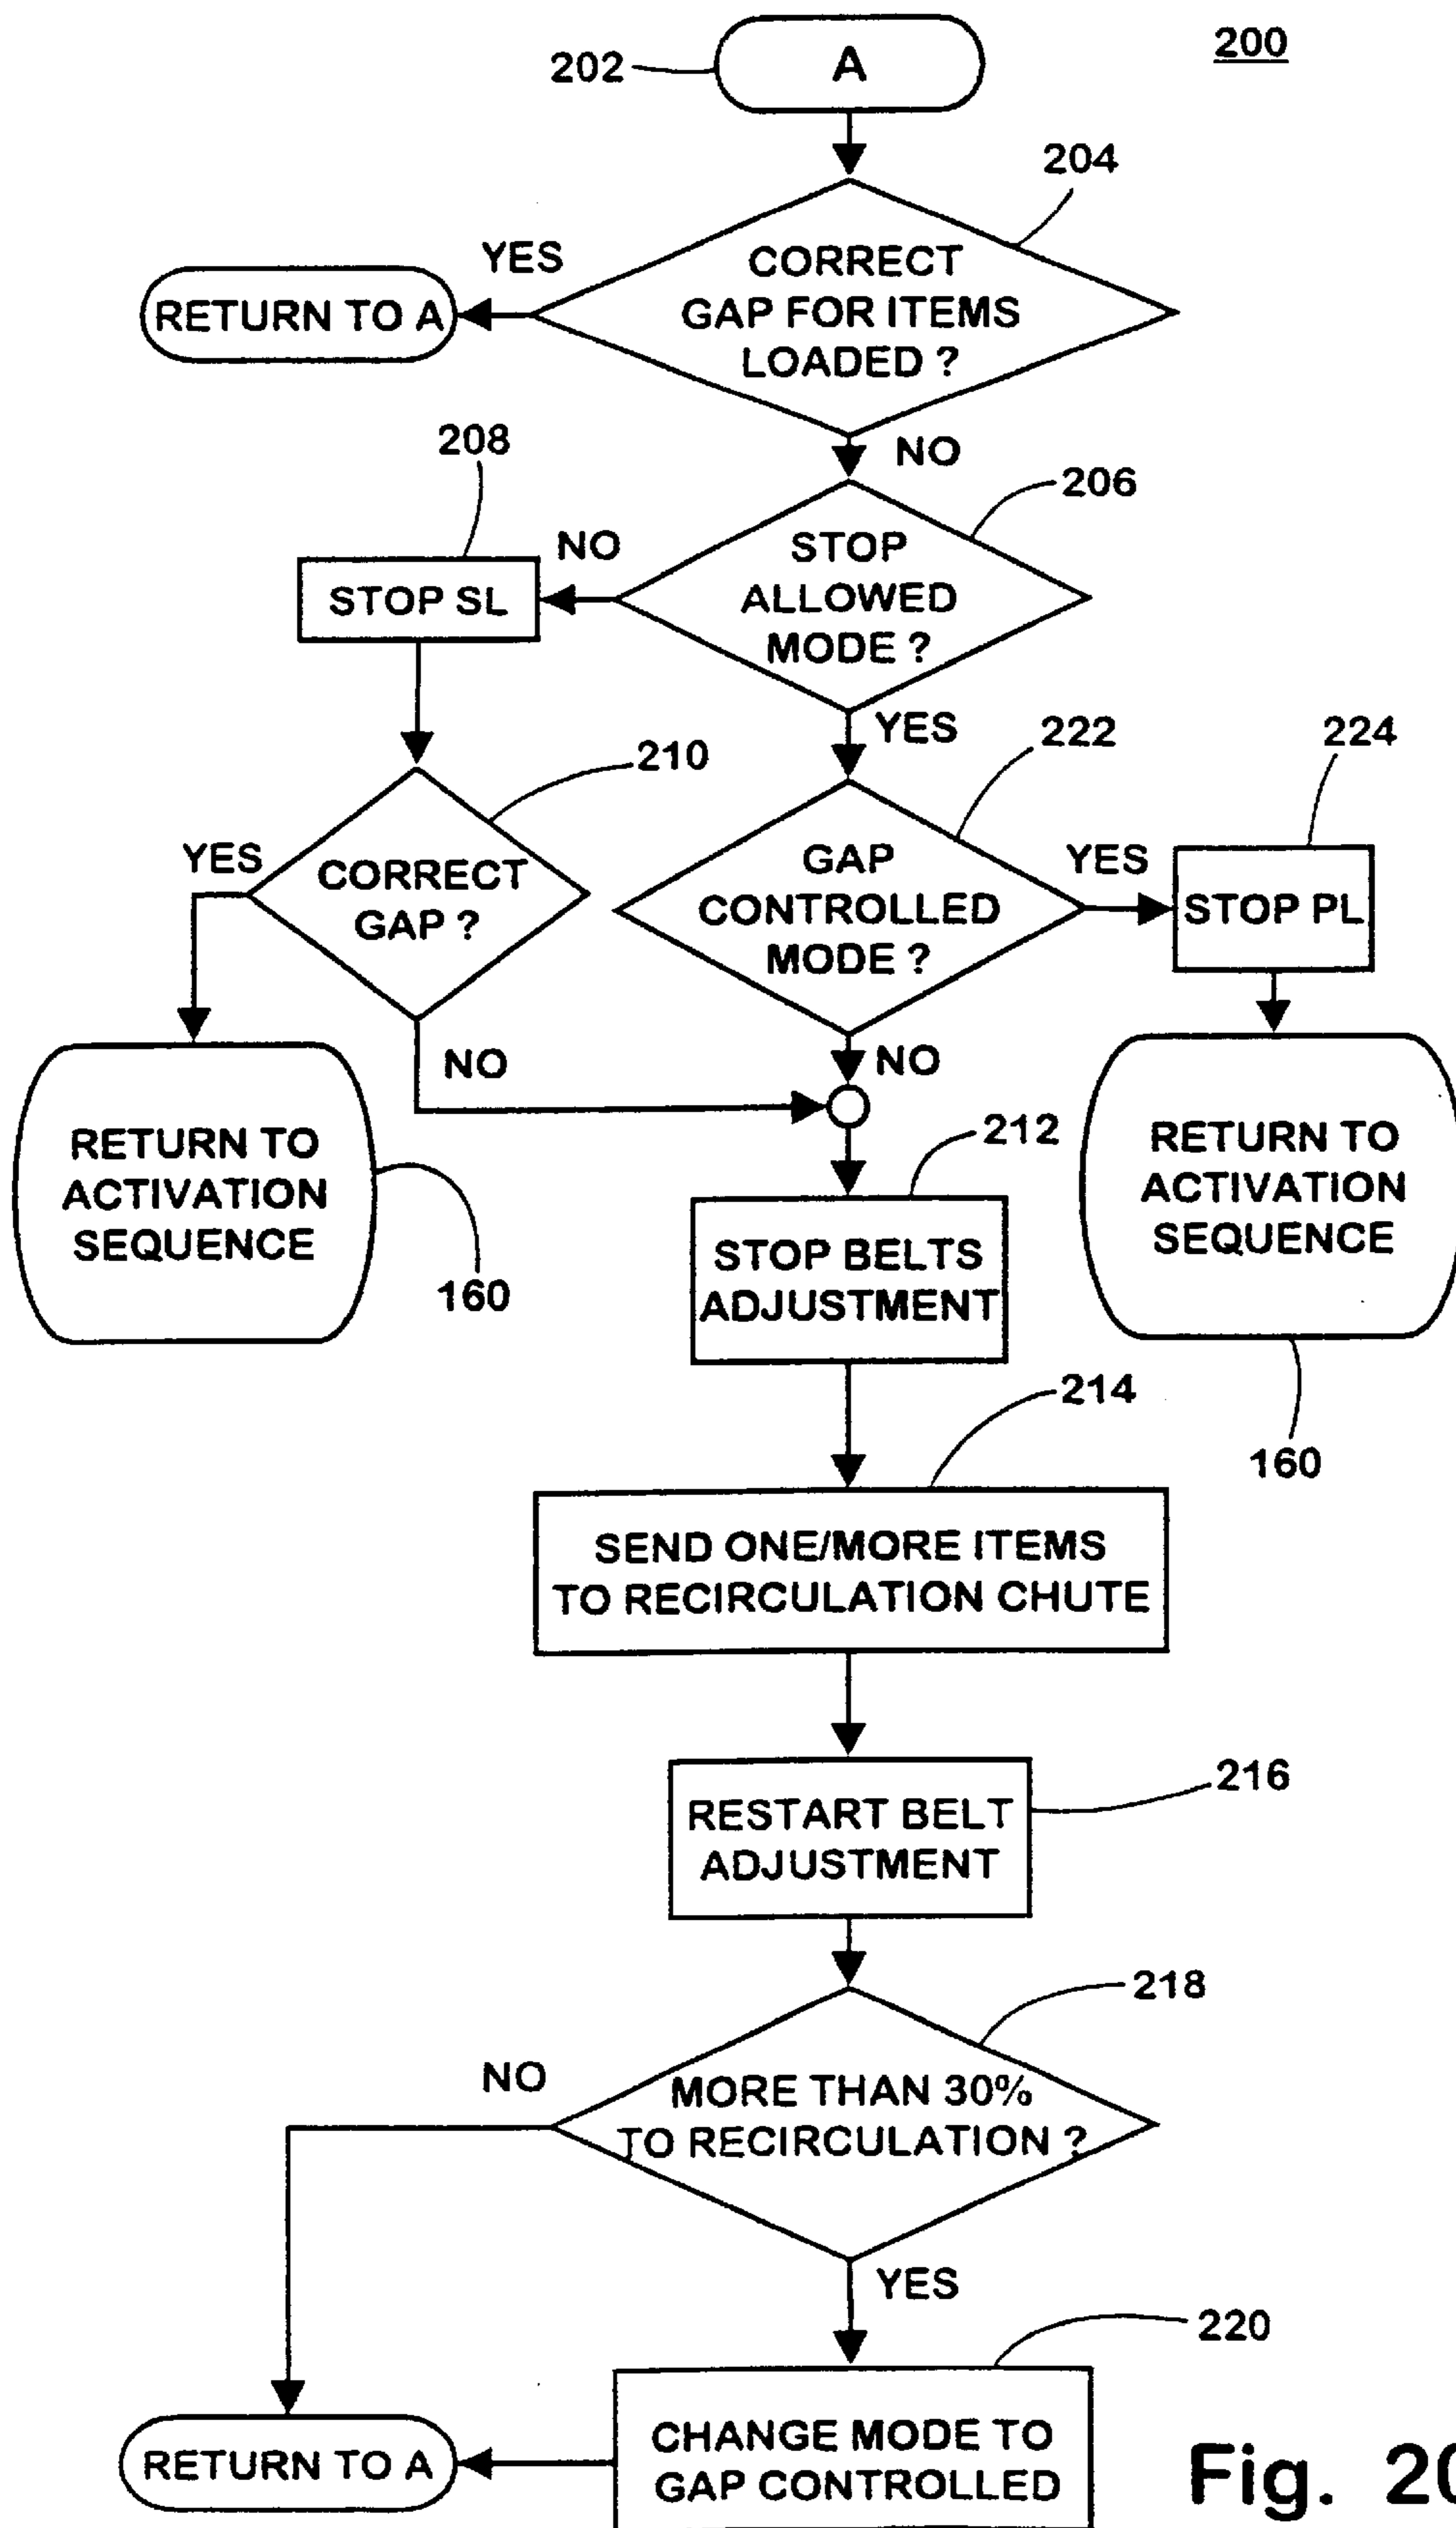 200
202
A
204
CORRECT
GAP FOR ITEMS
LOADED ?
YES
RETURN TO A
NO
208
206
STOP
ALLOWED
MODE ?
NO
STOP SL
YES
210
222
224
CORRECT
GAP ?
YES
GAP
CONTROLLED
MODE ?
YES
STOP PL
NO
NO
RETURN TO
ACTIVATION
SEQUENCE
160
212
RETURN TO
ACTIVATION
SEQUENCE
160
STOP BELTS
ADJUSTMENT
214
SEND ONE/MORE ITEMS
TO RECIRCULATION CHUTE
216
RESTART BELT
ADJUSTMENT
218
MORE THAN 30%
TO RECIRCULATION ?
NO
YES
220
CHANGE MODE TO
GAP CONTROLLED
RETURN TO A
Fig. 20